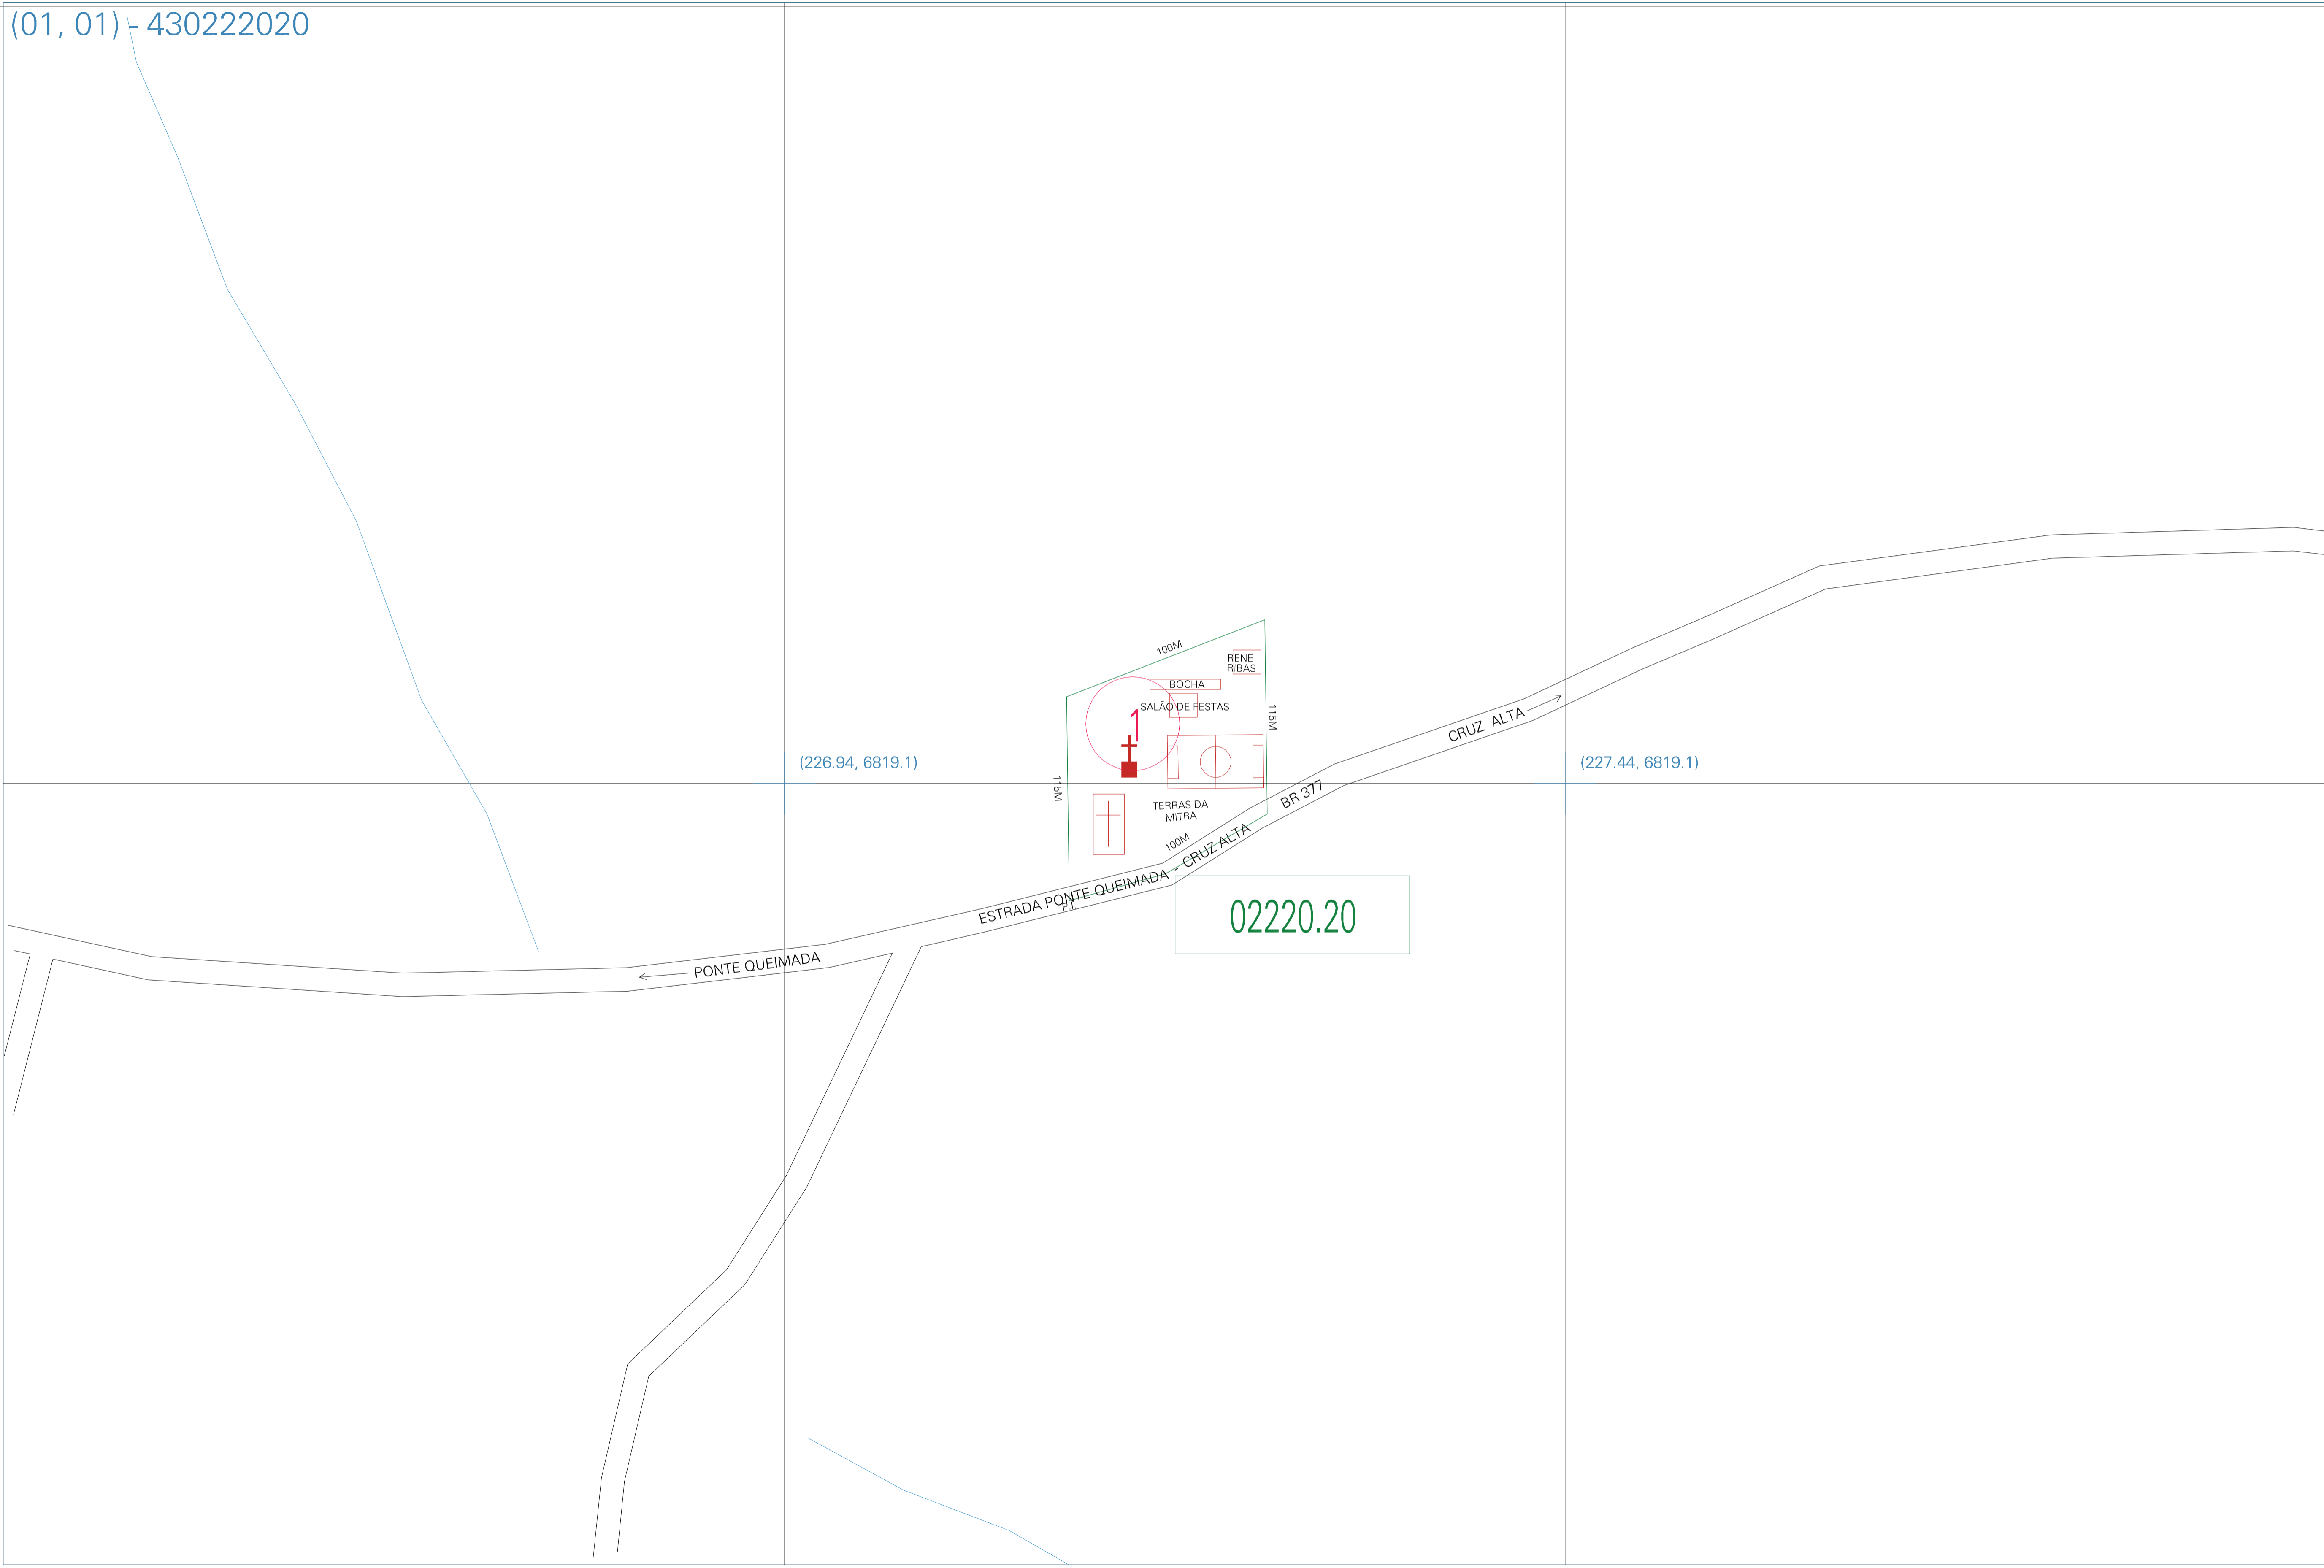 (01, 01) - 430222020
100M
RENE
RIBAS
BOCHA
SALÃO DE FESTAS
1
115M
CRUZ ALTA
(226.94, 6819.1)
(227.44, 6819.1)
115M
BR 377
TERRAS DA
MITRA
100M
ESTRADA PONTE QUEIMADA - CRUZ ALTA
P.I.
02220.20
PONTE QUEIMADA